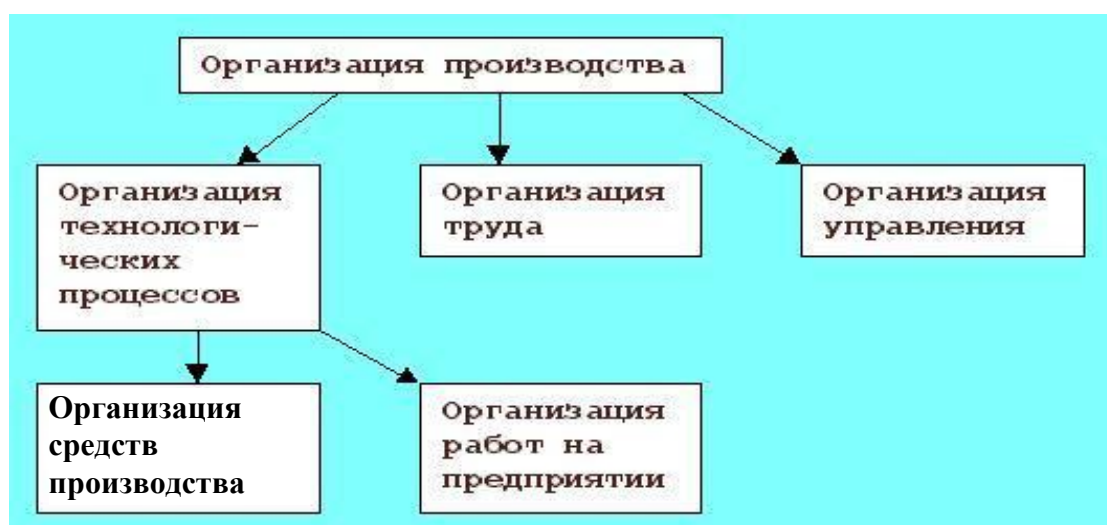 Организация производства
Организация
технологи-
ческих
процессов
Организация
труда
Организация
управления
Организация
средств
производства
Организация
работ на
предприятии